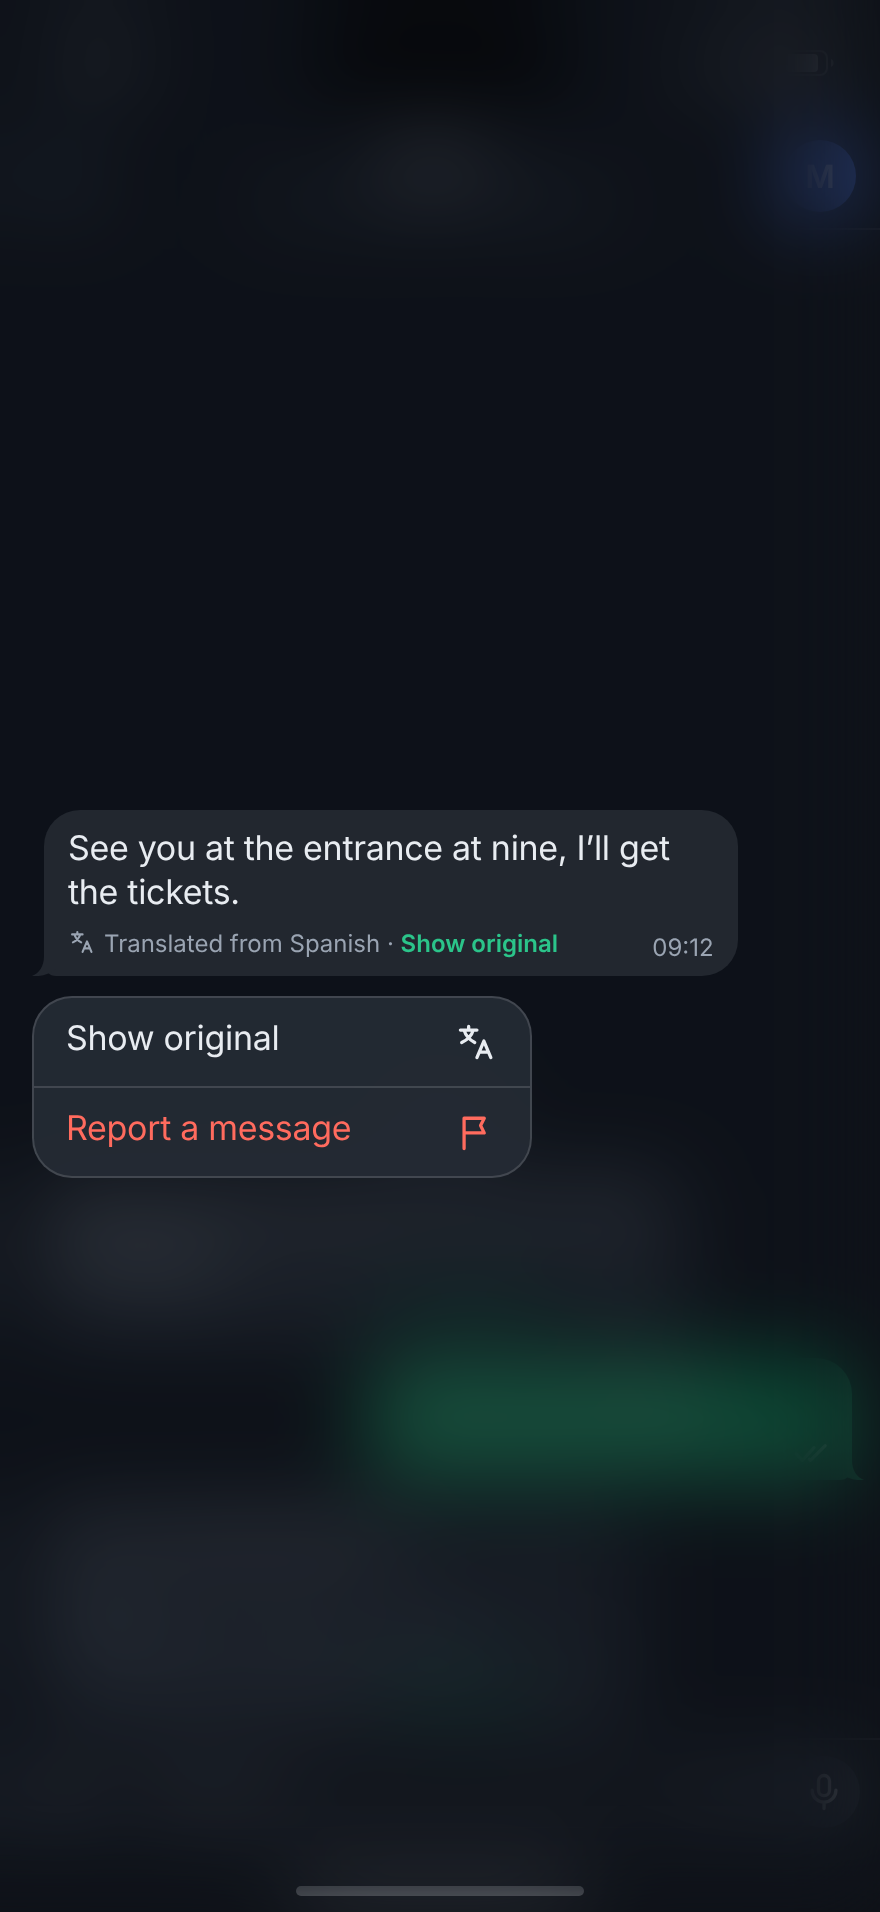 M
See you at the entrance at nine, I’ll get
the tickets.
Translated from Spanish · Show original
09:12
Show original
Report a message